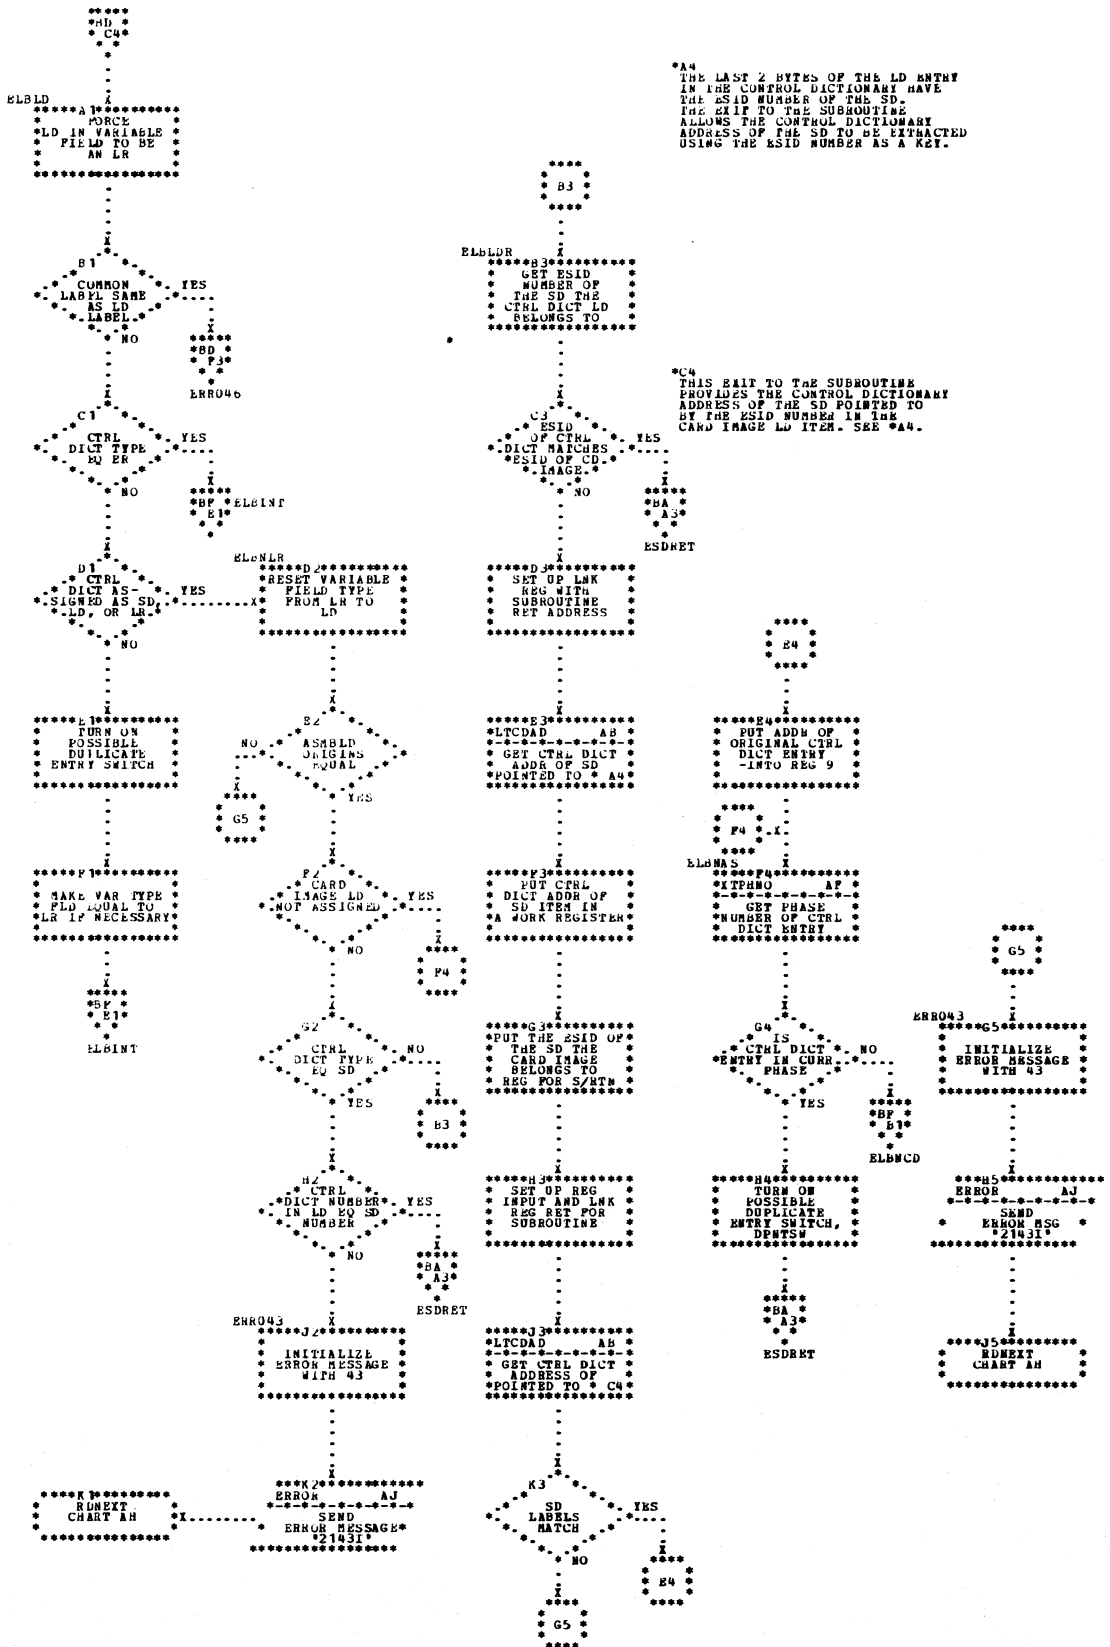 BD
C4
ELBLD
A1
FORCE
LD IN VARIABLE
FIELD TO BE
AN LR
B1
COMMON
LABEL SAME
AS LD
LABEL
YES
NO
BD
F3
ERR046
C1
CTRL
DICT TYPE
EQ ER
YES
NO
BF
E1
ELBINT
D1
CTRL
DICT AS-
SIGNED AS SD,
LD, OR LR
YES
NO
E1
TURN ON
POSSIBLE
DUPLICATE
ENTRY SWITCH
F1
MAKE VAR TYPE
FLD EQUAL TO
LR IF NECESSARY
BF
E1
ELBINT
ELBNLR
D2
RESET VARIABLE
FIELD TYPE
FROM LR TO
LD
E2
ASMBLD
ORIGINS
EQUAL
NO
YES
G5
F2
CARD
IMAGE LD
NOT ASSIGNED
YES
NO
F4
G2
CTRL
DICT TYPE
EQ SD
NO
YES
B3
H2
CTRL
DICT NUMBER
IN LD EQ SD
NUMBER
YES
NO
BA
A3
ESDRET
ERR043
J2
INITIALIZE
ERROR MESSAGE
WITH 43
K2
ERROR AJ
SEND
ERROR MESSAGE
'2143I'
K1
RDNEXT
CHART AH
B3
ELBLDR
B3
GET ESID
NUMBER OF
THE SD THE
CTRL DICT LD
BELONGS TO
C3
ESID
OF CTRL
DICT MATCHES
ESID OF CD
IMAGE
YES
NO
BA
A3
ESDRET
D3
SET UP LNK
REG WITH
SUBROUTINE
RET ADDRESS
E3
LTCDAD AB
GET CTRL DICT
ADDR OF SD
POINTED TO * A4
F3
PUT CTRL
DICT ADDR OF
SD ITEM IN
A WORK REGISTER
G3
PUT THE ESID OF
THE SD THE
CARD IMAGE
BELONGS TO
REG FOR S/RTN
H3
SET UP REG
INPUT AND LNK
REG RET FOR
SUBROUTINE
J3
LTCDAD AB
GET CTRL DICT
ADDRESS OF
POINTED TO * C4
K3
SD
LABELS
MATCH
YES
NO
E4
G5
*A4
THE LAST 2 BYTES OF THE LD ENTRY
IN THE CONTROL DICTIONARY HAVE
THE ESID NUMBER OF THE SD.
THE EXIT TO THE SUBROUTINE
ALLOWS THE CONTROL DICTIONARY
ADDRESS OF THE SD TO BE EXTRACTED
USING THE ESID NUMBER AS A KEY.
*C4
THIS EXIT TO THE SUBROUTINE
PROVIDES THE CONTROL DICTIONARY
ADDRESS OF THE SD POINTED TO
BY THE ESID NUMBER IN THE
CARD IMAGE LD ITEM. SEE *A4.
E4
E4
PUT ADDR OF
ORIGINAL CTRL
DICT ENTRY
-INTO REG 9
F4
ELBNAS
F4
XTPHNO AF
GET PHASE
NUMBER OF CTRL
DICT ENTRY
G4
IS
CTRL DICT
ENTRY IN CURR
PHASE
NO
YES
BF
B1
ELBNCD
H4
TURN ON
POSSIBLE
DUPLICATE
ENTRY SWITCH,
DPNTSW
BA
A3
ESDRET
G5
ERR043
G5
INITIALIZE
ERROR MESSAGE
WITH 43
H5
ERROR AJ
SEND
ERROR MSG
'2143I'
J5
RDNEXT
CHART AH